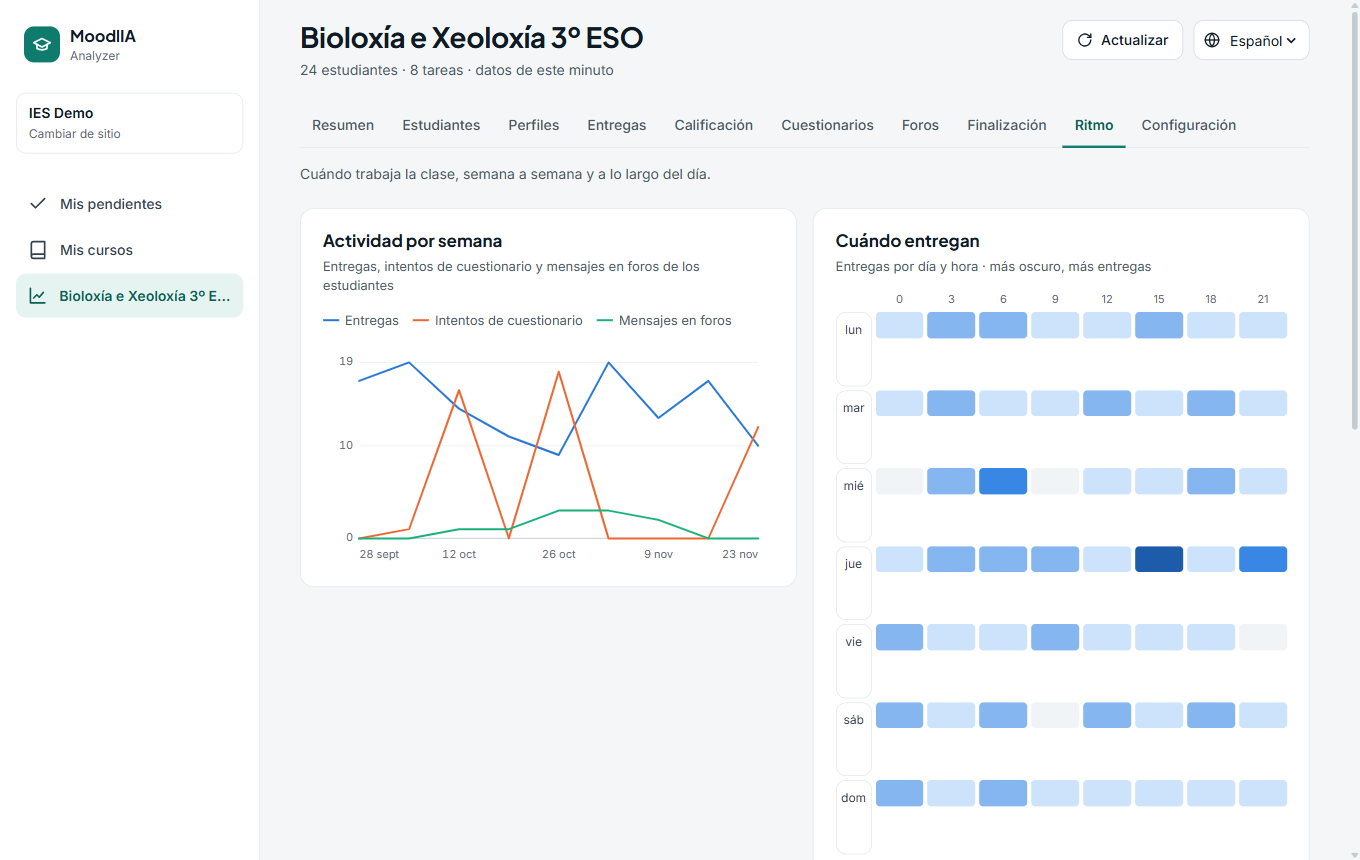 MoodlIA
Analyzer
IES Demo
Cambiar de sitio
Mis pendientes
Mis cursos
Bioloxía e Xeoloxía 3º E...
Bioloxía e Xeoloxía 3º ESO
24 estudiantes · 8 tareas · datos de este minuto
Actualizar
Español
Resumen Estudiantes Perfiles Entregas Calificación Cuestionarios Foros Finalización Ritmo Configuración
Cuándo trabaja la clase, semana a semana y a lo largo del día.
Actividad por semana
Entregas, intentos de cuestionario y mensajes en foros de los
estudiantes
Entregas Intentos de cuestionario Mensajes en foros
19
10
0
28 sept 12 oct 26 oct 9 nov 23 nov
Cuándo entregan
Entregas por día y hora · más oscuro, más entregas
0 3 6 9 12 15 18 21
lun
mar
mié
jue
vie
sáb
dom